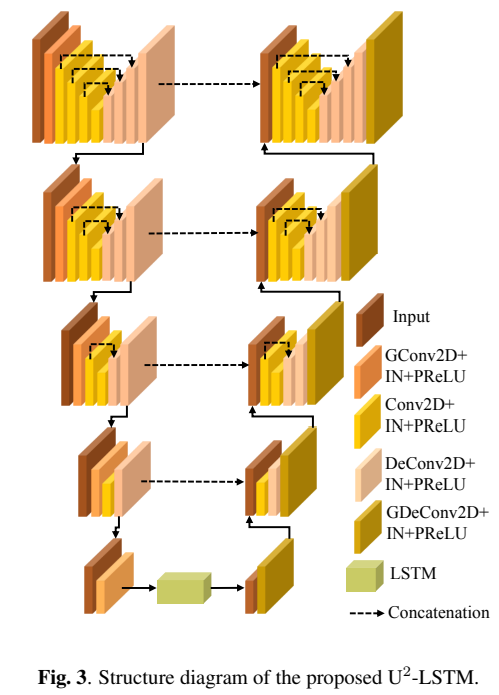 Input
GConv2D+
IN+PReLU
Conv2D+
IN+PReLU
DeConv2D+
IN+PReLU
GDeConv2D+
IN+PReLU
LSTM
Concatenation
Fig. 3. Structure diagram of the proposed U²-LSTM.